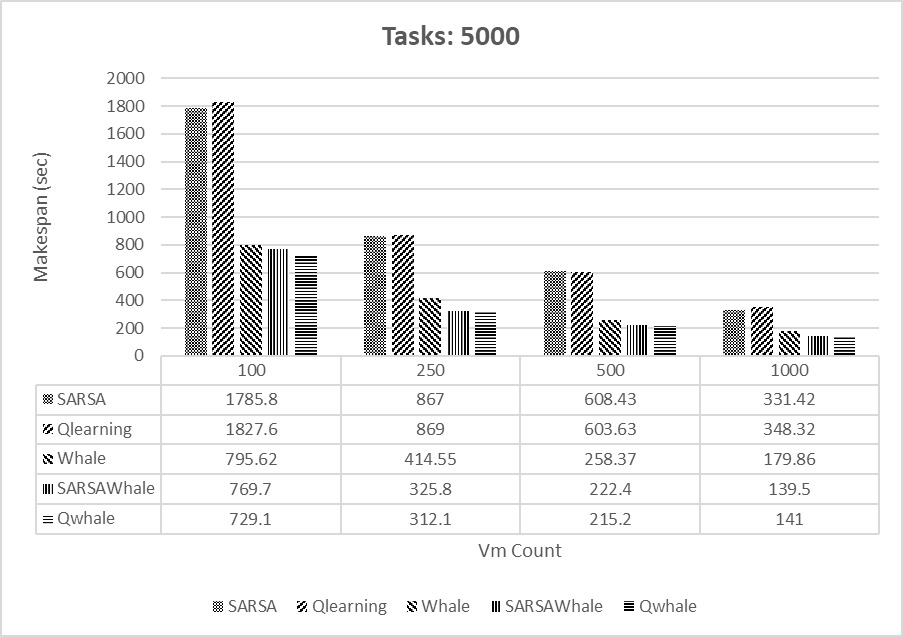 Tasks: 5000
Makespan (sec)
2000
1800
1600
1400
1200
1000
800
600
400
200
0
100 250 500 1000
SARSA 1785.8 867 608.43 331.42
Qlearning 1827.6 869 603.63 348.32
Whale 795.62 414.55 258.37 179.86
SARSAWhale 769.7 325.8 222.4 139.5
Qwhale 729.1 312.1 215.2 141
Vm Count
SARSA Qlearning Whale SARSAWhale Qwhale